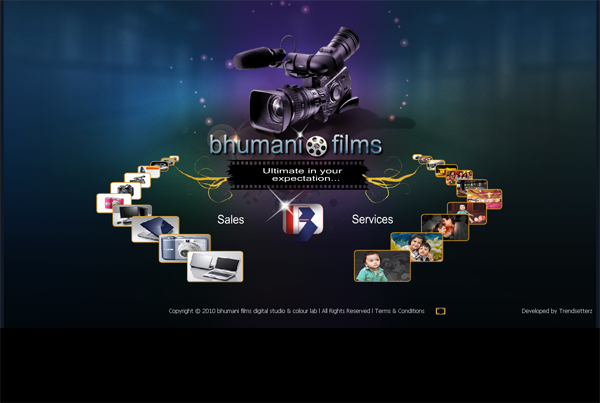 bhumani films
Ultimate in your
expectation...
Sales
Services
Copyright © 2010 bhumani films digital studio & colour lab | All Rights Reserved | Terms & Conditions
Developed by Trendsetterz